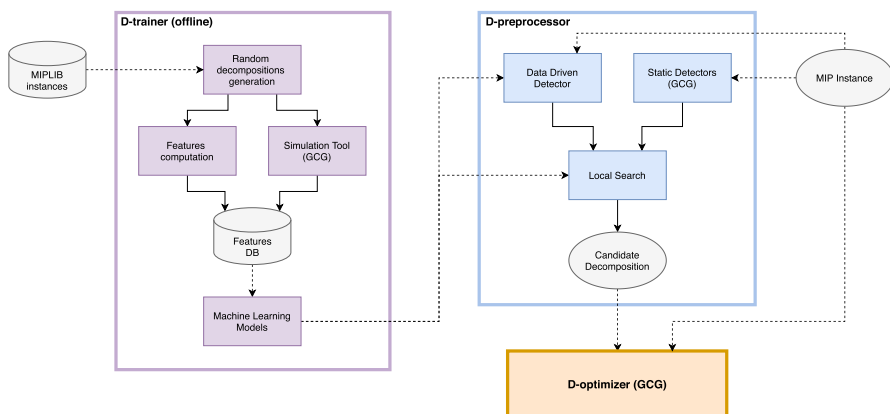 D-trainer (offline)
D-preprocessor
MIPLIB
instances
Random
decompositions
generation
Data Driven
Detector
Static Detectors
(GCG)
MIP Instance
Features
computation
Simulation Tool
(GCG)
Local Search
Features
DB
Candidate
Decomposition
Machine Learning
Models
D-optimizer (GCG)